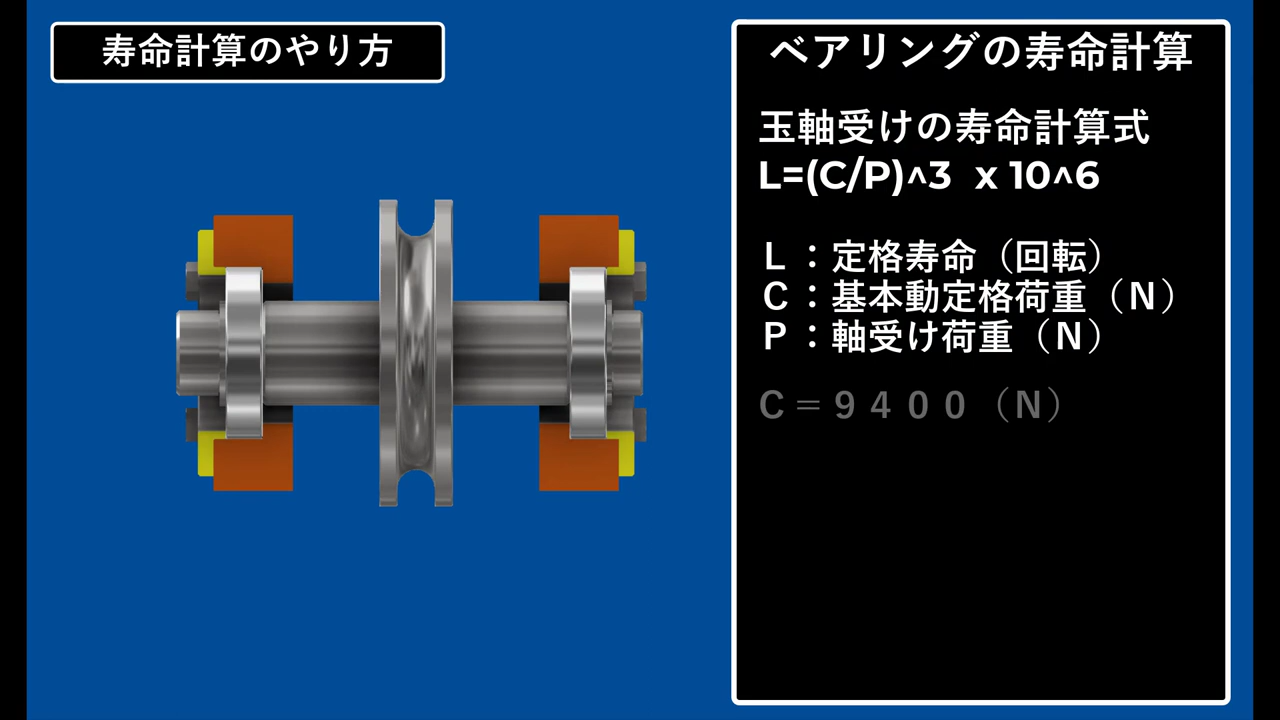 寿命計算のやり方
ベアリングの寿命計算
玉軸受けの寿命計算式
L=(C/P)^3 x 10^6
L：定格寿命（回転）
C：基本動定格荷重（N）
P：軸受け荷重（N）
C＝９４００（N）